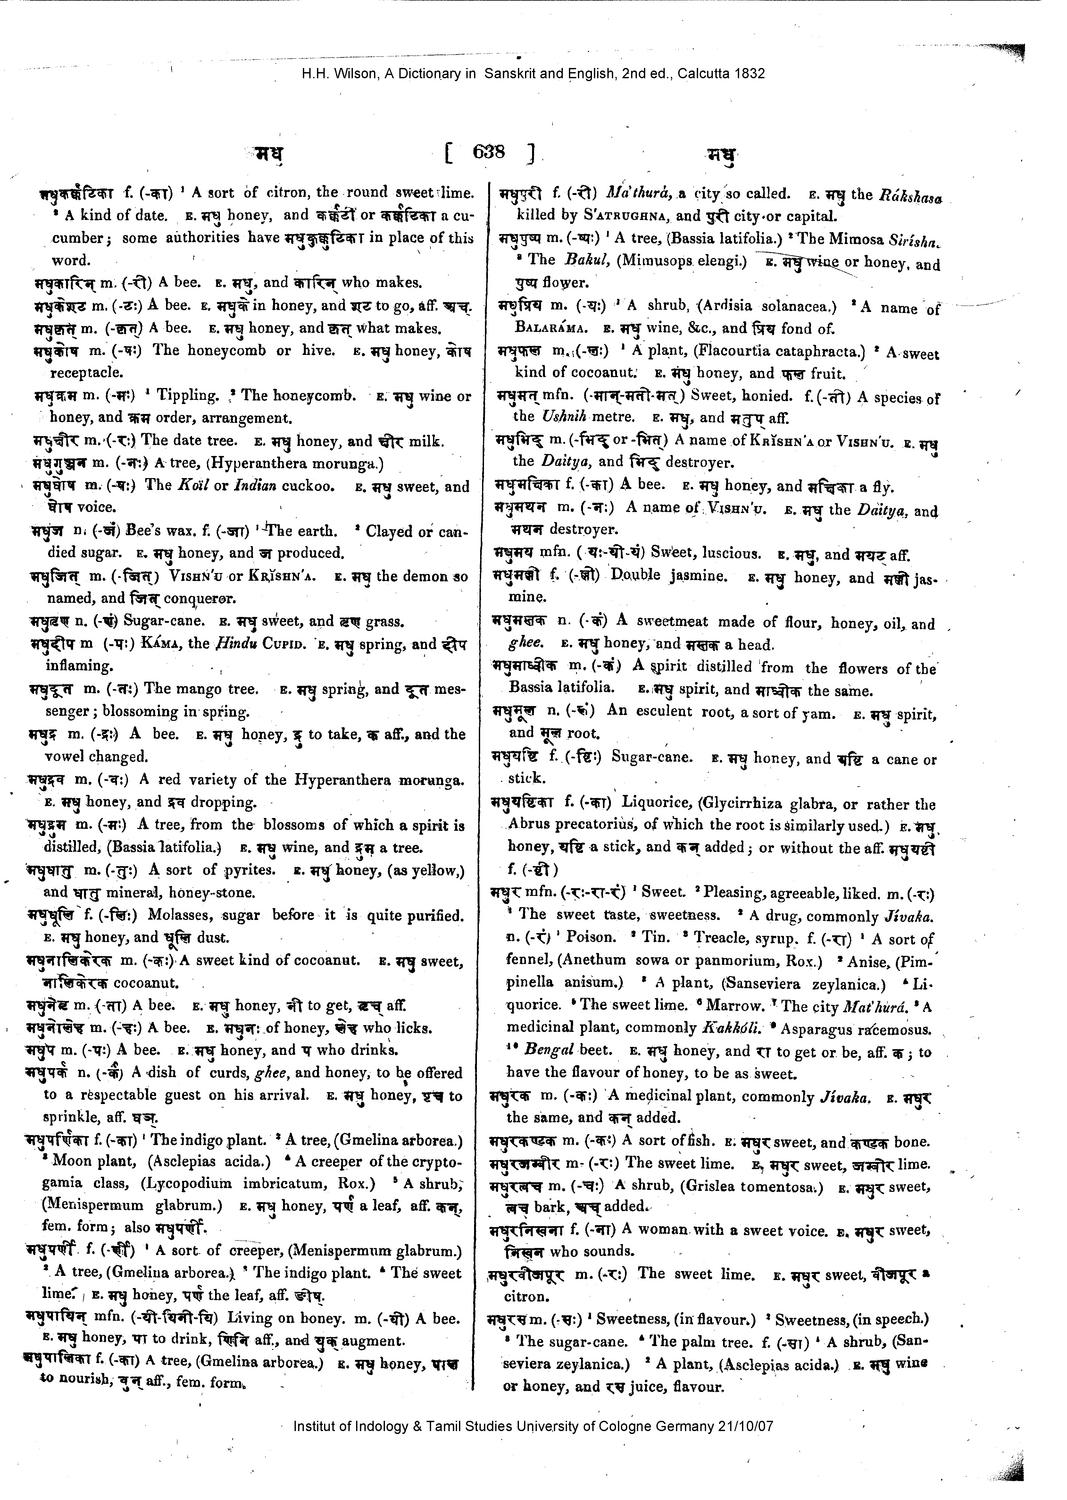 H.H. Wilson, A Dictionary in Sanskrit and English, 2nd ed., Calcutta 1832
मधु [ 638 ] मधु
मधुकर्क्कटिका f. (-का) ¹ A sort of citron, the round sweet lime.
² A kind of date. E. मधु honey, and कर्क्कटी or कर्क्कटिका a cu-
cumber; some authorities have मधुकुक्कुटिका in place of this
word.
मधुकारिन् m. (-री) A bee. E. मधु, and कारिन् who makes.
मधुकेशट m. (-टः) A bee. E. मधुके in honey, and शट to go, aff. अच्.
मधुकृत् m. (-कृत्) A bee. E. मधु honey, and कृत् what makes.
मधुकोष m. (-षः) The honeycomb or hive. E. मधु honey, कोष
receptacle.
मधुक्रम m. (-मः) ¹ Tippling. ² The honeycomb. E. मधु wine or
honey, and क्रम order, arrangement.
मधुचीर m. (-रः) The date tree. E. मधु honey, and चीर milk.
मधुगुञ्जन m. (-नः) A tree, (Hyperanthera morunga.)
मधुघोष m. (-षः) The Koïl or Indian cuckoo. E. मधु sweet, and
घोष voice.
मधुज n. (-जं) Bee's wax. f. (-जा) ¹ The earth. ² Clayed or can-
died sugar. E. मधु honey, and ज produced.
मधुजित् m. (-जित्) VISHN'U or KRĬSHN'A. E. मधु the demon so
named, and जित् conqueror.
मधुतृण n. (-णं) Sugar-cane. E. मधु sweet, and तृण grass.
मधुदीप m (-पः) KÁMA, the Hindu CUPID. E. मधु spring, and दीप
inflaming.
मधुदूत m. (-तः) The mango tree. E. मधु spring, and दूत mes-
senger; blossoming in spring.
मधुद्र m. (-द्रः) A bee. E. मधु honey, द्रु to take, क aff., and the
vowel changed.
मधुद्रव m. (-वः) A red variety of the Hyperanthera morunga.
E. मधु honey, and द्रव dropping.
मधुद्रुम m. (-मः) A tree, from the blossoms of which a spirit is
distilled, (Bassia latifolia.) E. मधु wine, and द्रुम a tree.
मधुधातु m. (-तुः) A sort of pyrites. E. मधु honey, (as yellow,)
and धातु mineral, honey-stone.
मधुधूलि f. (-लिः) Molasses, sugar before it is quite purified.
E. मधु honey, and धूलि dust.
मधुनालिकेरक m. (-कः) A sweet kind of cocoanut. E. मधु sweet,
नालिकेरक cocoanut.
मधुनेतृ m. (-ता) A bee. E. मधु honey, नी to get, तृच् aff.
मधुनोलेह m. (-हः) A bee. E. मधुनः of honey, लेह who licks.
मधुप m. (-पः) A bee. E. मधु honey, and प who drinks.
मधुपर्क n. (-र्कं) A dish of curds, ghee, and honey, to be offered
to a respectable guest on his arrival. E. मधु honey, पृच to
sprinkle, aff. घञ्.
मधुपर्णिका f. (-का) ¹ The indigo plant. ² A tree, (Gmelina arborea.)
³ Moon plant, (Asclepias acida.) ⁴ A creeper of the crypto-
gamia class, (Lycopodium imbricatum, Rox.) ⁵ A shrub,
(Menispermum glabrum.) E. मधु honey, पर्ण a leaf, aff. कन्,
fem. form; also मधुपर्णी.
मधुपर्णी f. (-र्णी) ¹ A sort of creeper, (Menispermum glabrum.)
² A tree, (Gmelina arborea.) ³ The indigo plant. ⁴ The sweet
lime. E. मधु honey, पर्ण the leaf, aff. ङीष्.
मधुपायिन् mfn. (-यी-यिनी-यि) Living on honey. m. (-यी) A bee.
E. मधु honey, पा to drink, णिनि aff., and युक् augment.
मधुपालिका f. (-का) A tree, (Gmelina arborea.) E. मधु honey, पाल
to nourish, वुन् aff., fem. form.
मधुपुरी f. (-री) Mat'hurá, a city so called. E. मधु the Rákshasa
killed by S'ATRUGHNA, and पुरी city or capital.
मधुपुष्प m. (-ष्पः) ¹ A tree, (Bassia latifolia.) ² The Mimosa Sirísha.
³ The Bakul, (Mimusops elengi.) E. मधु wine or honey, and
पुष्प flower.
मधुप्रिय m. (-यः) ¹ A shrub, (Ardisia solanacea.) ² A name of
BALARÁMA. E. मधु wine, &c., and प्रिय fond of.
मधुफल m. (-लः) ¹ A plant, (Flacourtia cataphracta.) ² A sweet
kind of cocoanut. E. मधु honey, and फल fruit.
मधुमत् mfn. (-मान्-मती-मत्) Sweet, honied. f. (-ती) A species of
the Ushnih metre. E. मधु, and मतुप् aff.
मधुभिद् m. (-भिद् or -भित्) A name of KRĬSHN'A or VISHN'U. E. मधु
the Daitya, and भिद् destroyer.
मधुमक्षिका f. (-का) A bee. E. मधु honey, and मक्षिका a fly.
मधुमथन m. (-नः) A name of VISHN'U. E. मधु the Daitya, and
मथन destroyer.
मधुमय mfn. (-यः-यी-यं) Sweet, luscious. E. मधु, and मयट् aff.
मधुमल्ली f. (-ल्ली) Double jasmine. E. मधु honey, and मल्ली jas-
mine.
मधुमस्तक n. (-कं) A sweetmeat made of flour, honey, oil, and
ghee. E. मधु honey, and मस्तक a head.
मधुमाध्वीक m. (-कं) A spirit distilled from the flowers of the
Bassia latifolia. E. मधु spirit, and माध्वीक the same.
मधुमूल n. (-लं) An esculent root, a sort of yam. E. मधु spirit,
and मूल root.
मधुयष्टि f. (-ष्टिः) Sugar-cane. E. मधु honey, and यष्टि a cane or
stick.
मधुयष्टिका f. (-का) Liquorice, (Glycirrhiza glabra, or rather the
Abrus precatorius, of which the root is similarly used.) E. मधु
honey, यष्टि a stick, and कन् added; or without the aff. मधुयष्टी
f. (-ष्टी)
मधुर mfn. (-रः-रा-रं) ¹ Sweet. ² Pleasing, agreeable, liked. m. (-रः)
¹ The sweet taste, sweetness. ² A drug, commonly Jívaka.
n. (-रं) ¹ Poison. ² Tin. ³ Treacle, syrup. f. (-रा) ¹ A sort of
fennel, (Anethum sowa or panmorium, Rox.) ² Anise, (Pim-
pinella anisum.) ³ A plant, (Sanseviera zeylanica.) ⁴ Li-
quorice. ⁵ The sweet lime. ⁶ Marrow. ⁷ The city Mat'hurá. ⁸ A
medicinal plant, commonly Kakkóli. ⁹ Asparagus racemosus.
¹⁰ Bengal beet. E. मधु honey, and रा to get or be, aff. क; to
have the flavour of honey, to be as sweet.
मधुरक m. (-कः) A medicinal plant, commonly Jívaka. E. मधुर
the same, and कन् added.
मधुरकण्टक m. (-कः) A sort of fish. E. मधुर sweet, and कण्टक bone.
मधुरजम्बीर m- (-रः) The sweet lime. E, मधुर sweet, जम्बीर lime.
मधुरत्वच m. (-चः) A shrub, (Grislea tomentosa.) E. मधुर sweet,
त्वच् bark, अच् added.
मधुरनिस्वना f. (-ना) A woman with a sweet voice. E. मधुर sweet,
निस्वन who sounds.
मधुरवीजपूर m. (-रः) The sweet lime. E. मधुर sweet, वीजपूर a
citron.
मधुरस m. (-सः) ¹ Sweetness, (in flavour.) ² Sweetness, (in speech.)
³ The sugar-cane. ⁴ The palm tree. f. (-सा) ¹ A shrub, (San-
seviera zeylanica.) ² A plant, (Asclepias acida.) E. मधु wine
or honey, and रस juice, flavour.
Institut of Indology & Tamil Studies University of Cologne Germany 21/10/07